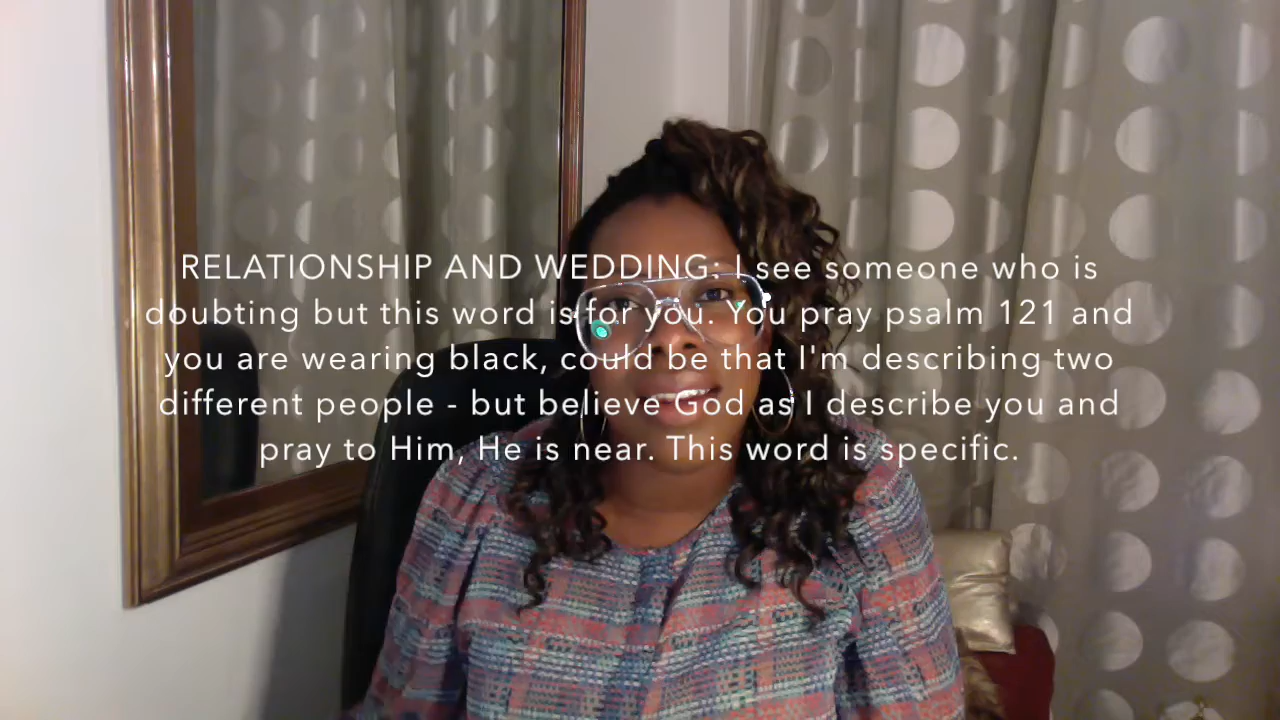 RELATIONSHIP AND WEDDING: I see someone who is
doubting but this word is for you. You pray psalm 121 and
you are wearing black, could be that I'm describing two
different people - but believe God as I describe you and
pray to Him, He is near. This word is specific.